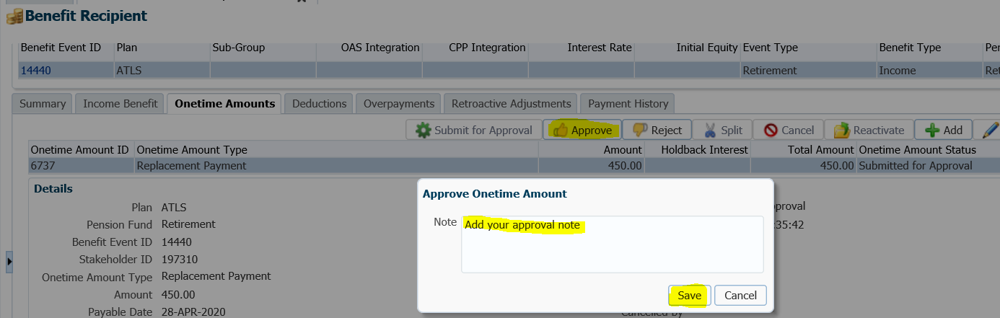 Benefit Recipient
Benefit Event ID Plan Sub-Group OAS Integration CPP Integration Interest Rate Initial Equity Event Type Benefit Type
14440 ATLS Retirement Income
Summary Income Benefit Onetime Amounts Deductions Overpayments Retroactive Adjustments Payment History
Submit for Approval Approve Reject Split Cancel Reactivate Add
Onetime Amount ID Onetime Amount Type Amount Holdback Interest Total Amount Onetime Amount Status
6737 Replacement Payment 450.00 450.00 Submitted for Approval
Details
Plan ATLS
Pension Fund Retirement
Benefit Event ID 14440
Stakeholder ID 197310
Onetime Amount Type Replacement Payment
Amount 450.00
Payable Date 28-APR-2020
Approve Onetime Amount
Note Add your approval note
Save Cancel
proval
:35:42
Cancelled by